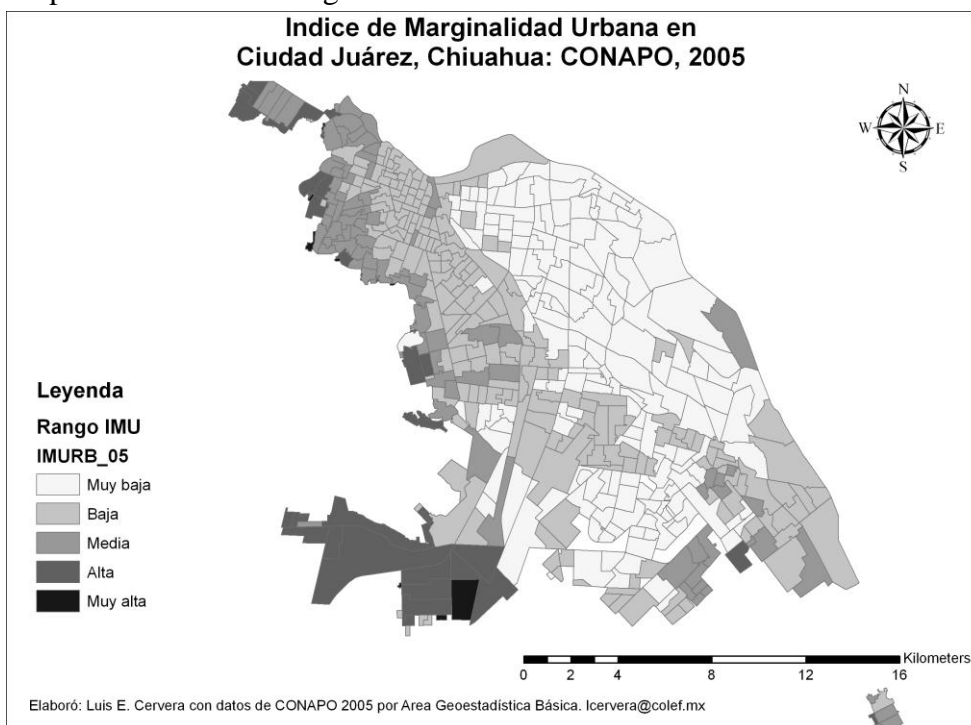 Indice de Marginalidad Urbana en
Ciudad Juárez, Chiuahua: CONAPO, 2005
N
W E
S
Leyenda
Rango IMU
IMURB_05
Muy baja
Baja
Media
Alta
Muy alta
Kilometers
0 2 4 8 12 16
Elaboró: Luis E. Cervera con datos de CONAPO 2005 por Area Geoestadística Básica. lcervera@colef.mx